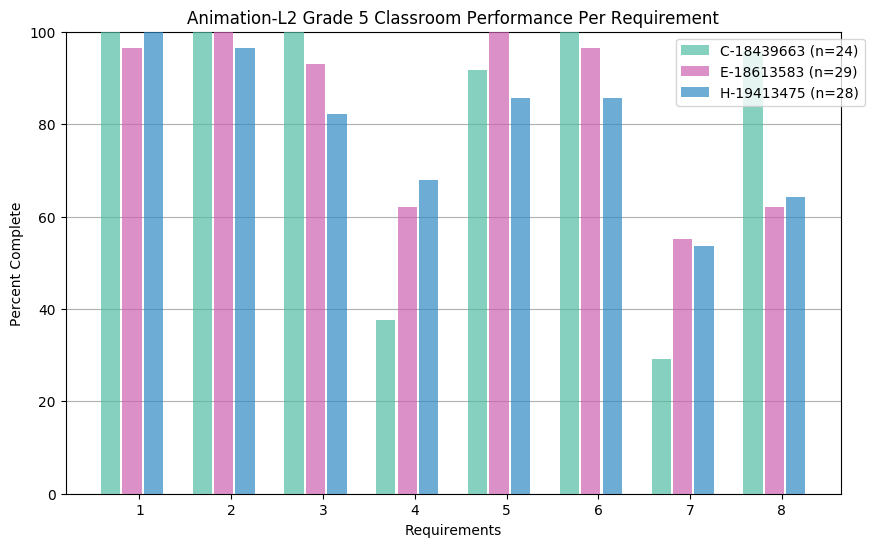 Animation-L2 Grade 5 Classroom Performance Per Requirement
100
80
60
40
20
0
Percent Complete
C-18439663 (n=24)
E-18613583 (n=29)
H-19413475 (n=28)
1 2 3 4 5 6 7 8
Requirements